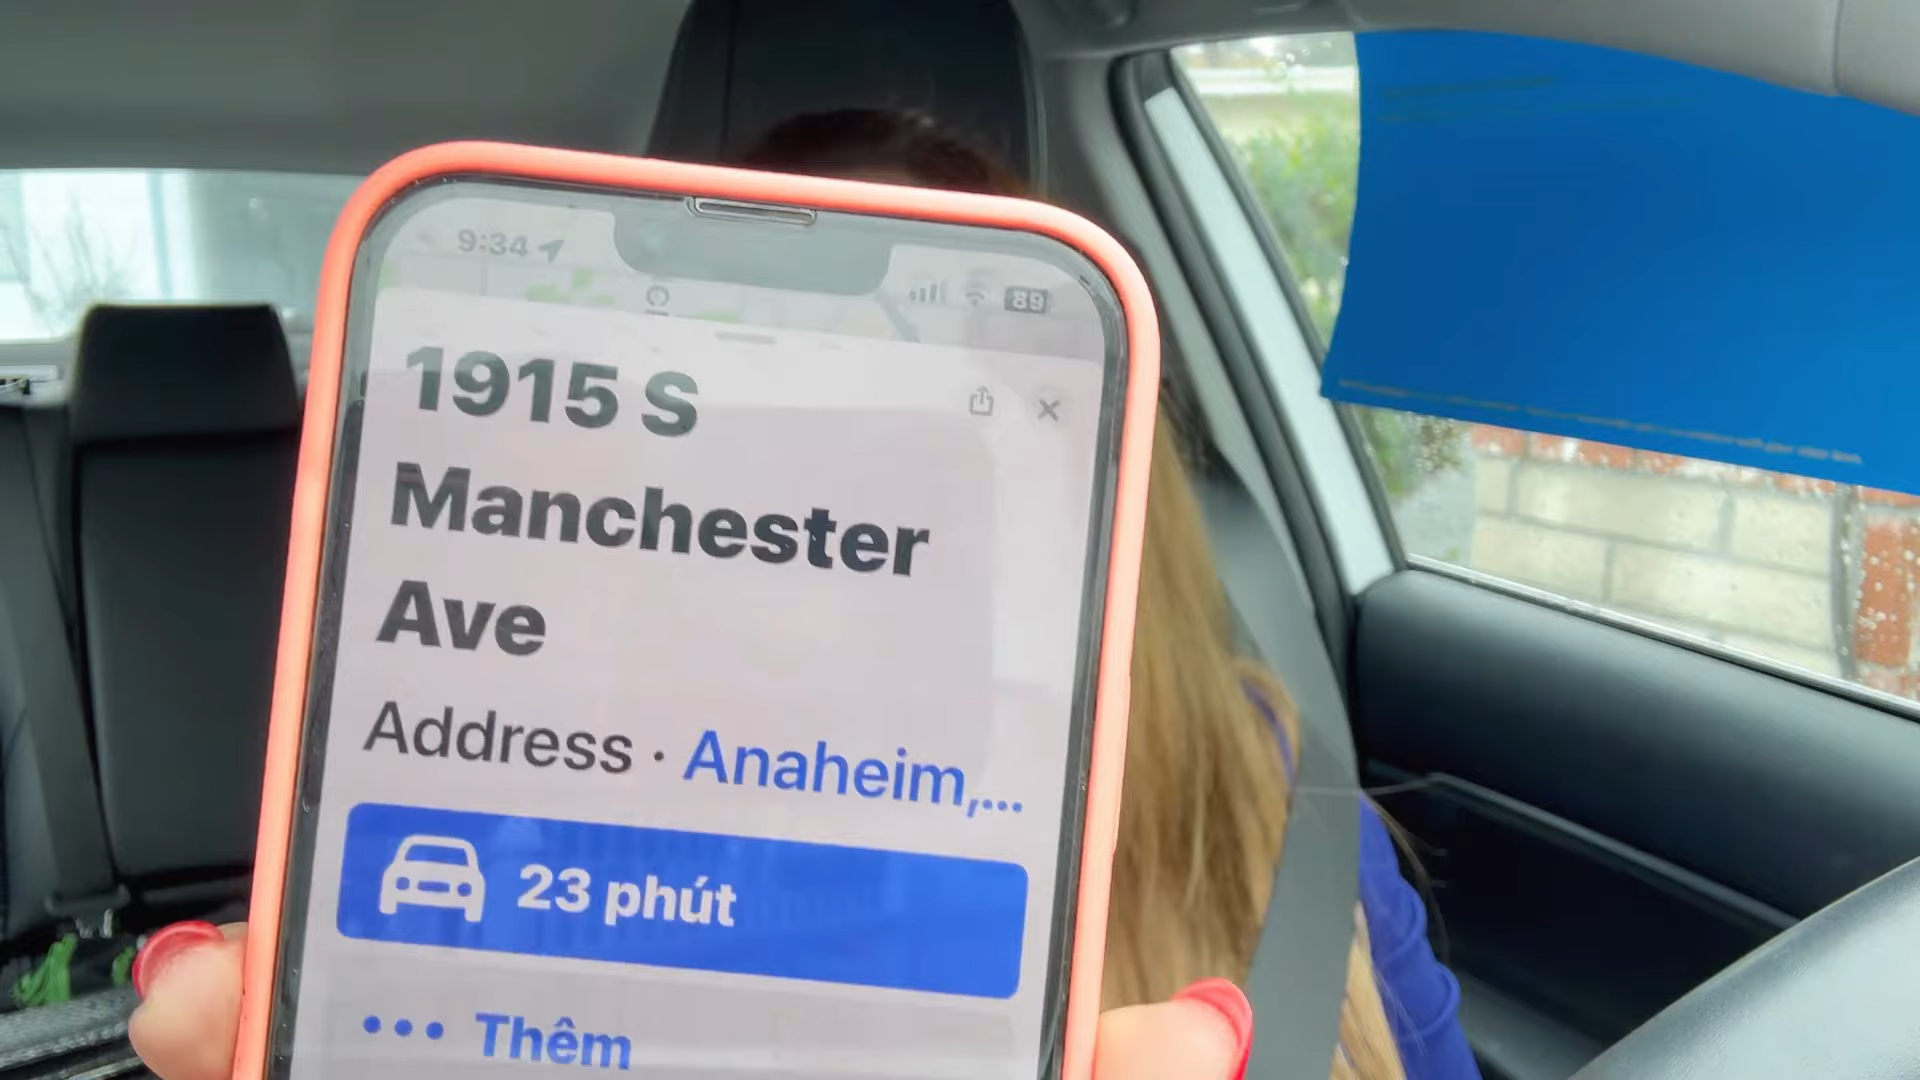 9:34
89
1915 S
Manchester
Ave
Address · Anaheim,...
23 phút
••• Thêm